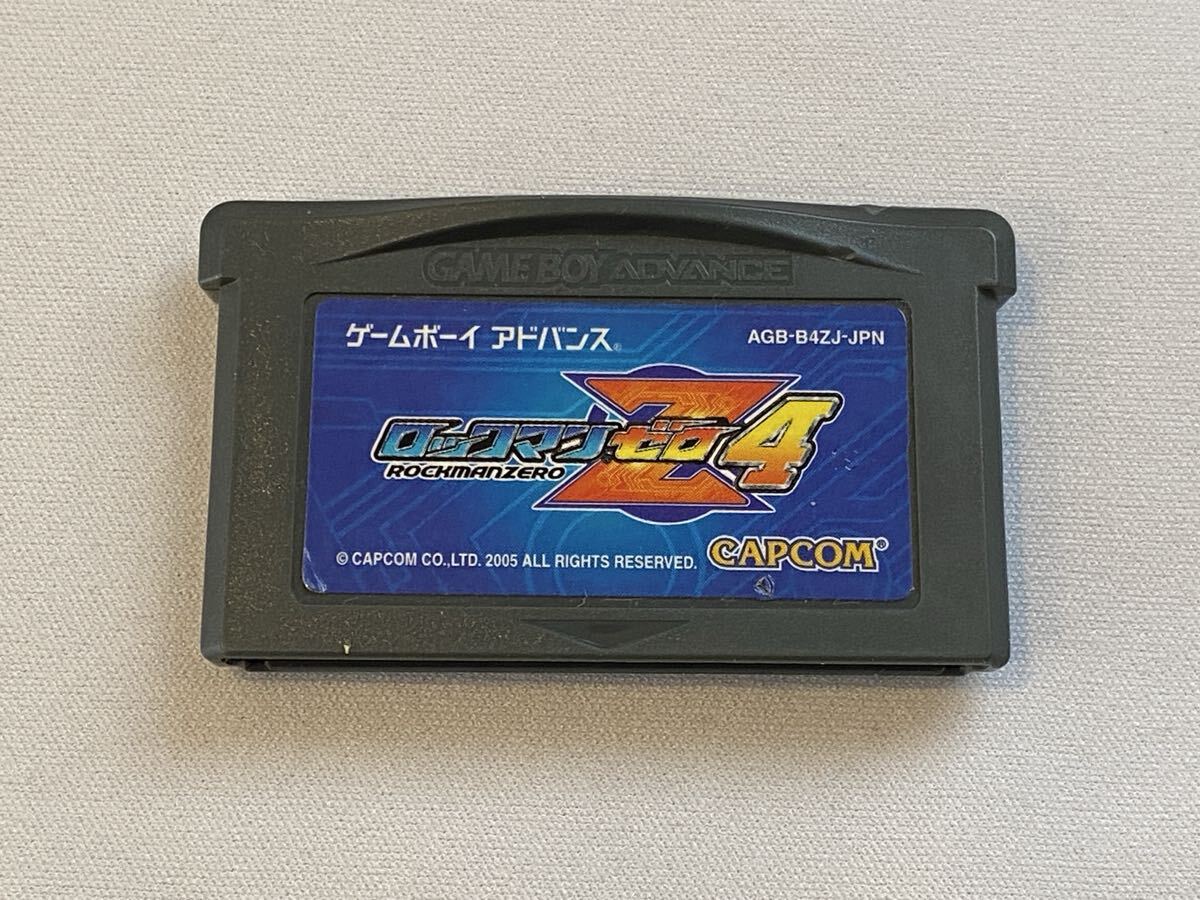 GAME BOY ADVANCE
ゲームボーイ アドバンス®
AGB-B4ZJ-JPN
Z
ロックマン ゼロ4
ROCKMANZERO
© CAPCOM CO.,LTD. 2005 ALL RIGHTS RESERVED.
CAPCOM®